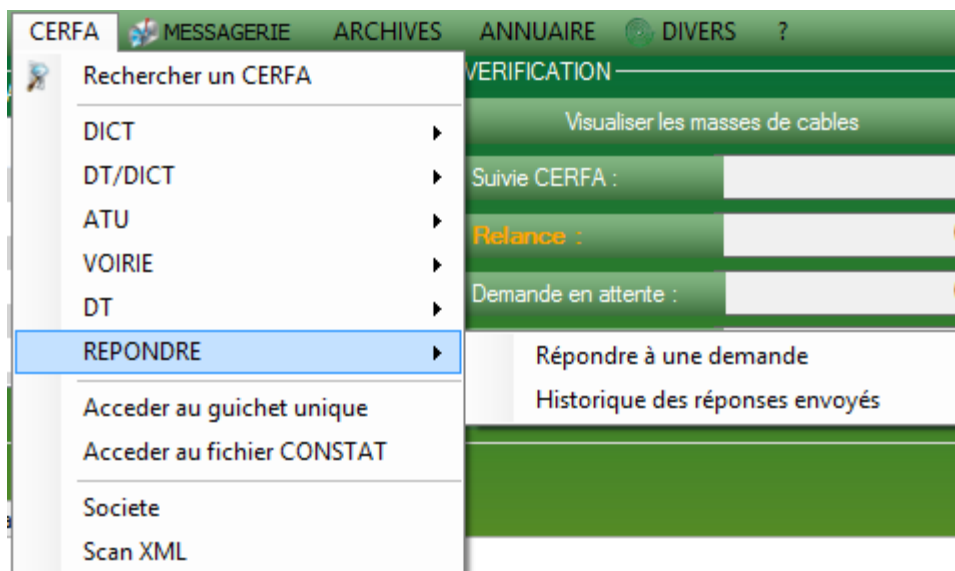 CERFA MESSAGERIE ARCHIVES ANNUAIRE DIVERS ?
Rechercher un CERFA
DICT
DT/DICT
ATU
VOIRIE
DT
REPONDRE
Acceder au guichet unique
Acceder au fichier CONSTAT
Societe
Scan XML
Répondre à une demande
Historique des réponses envoyés
VERIFICATION
Visualiser les masses de cables
Suivie CERFA :
Relance :
Demande en attente :